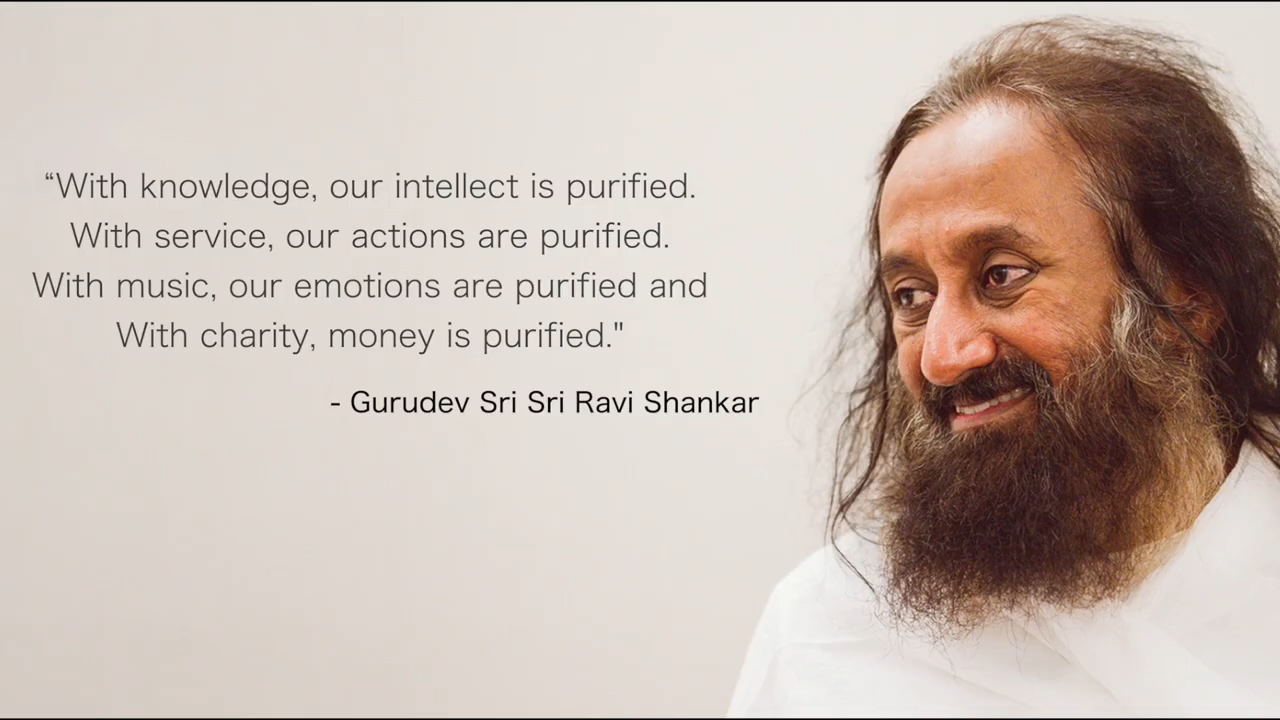 “With knowledge, our intellect is purified.
With service, our actions are purified.
With music, our emotions are purified and
With charity, money is purified."
- Gurudev Sri Sri Ravi Shankar